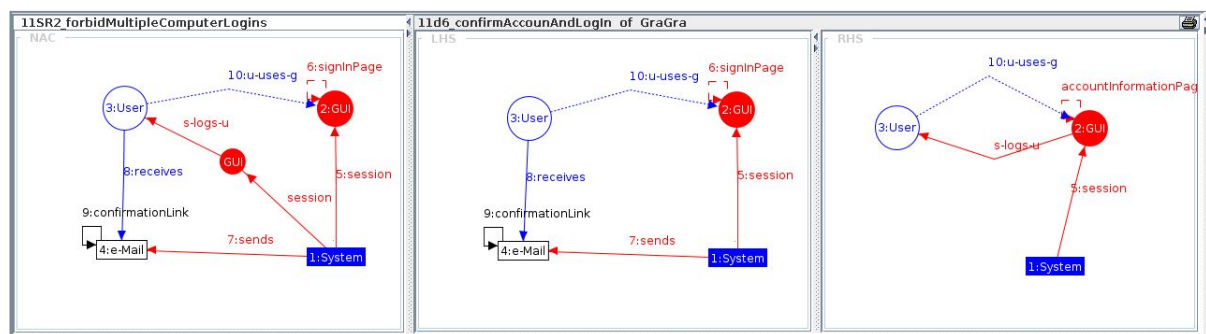 11SR2_forbidMultipleComputerLogins
11d6_confirmAccounAndLogIn of GraGra
NAC
6:signInPage
10:u-uses-g
3:User
2:GUI
s-logs-u
GUI
8:receives
session
5:session
9:confirmationLink
7:sends
4:e-Mail
1:System
LHS
6:signInPage
10:u-uses-g
3:User
2:GUI
8:receives
5:session
9:confirmationLink
7:sends
4:e-Mail
1:System
RHS
10:u-uses-g
accountInformationPag
3:User
2:GUI
s-logs-u
5:session
1:System